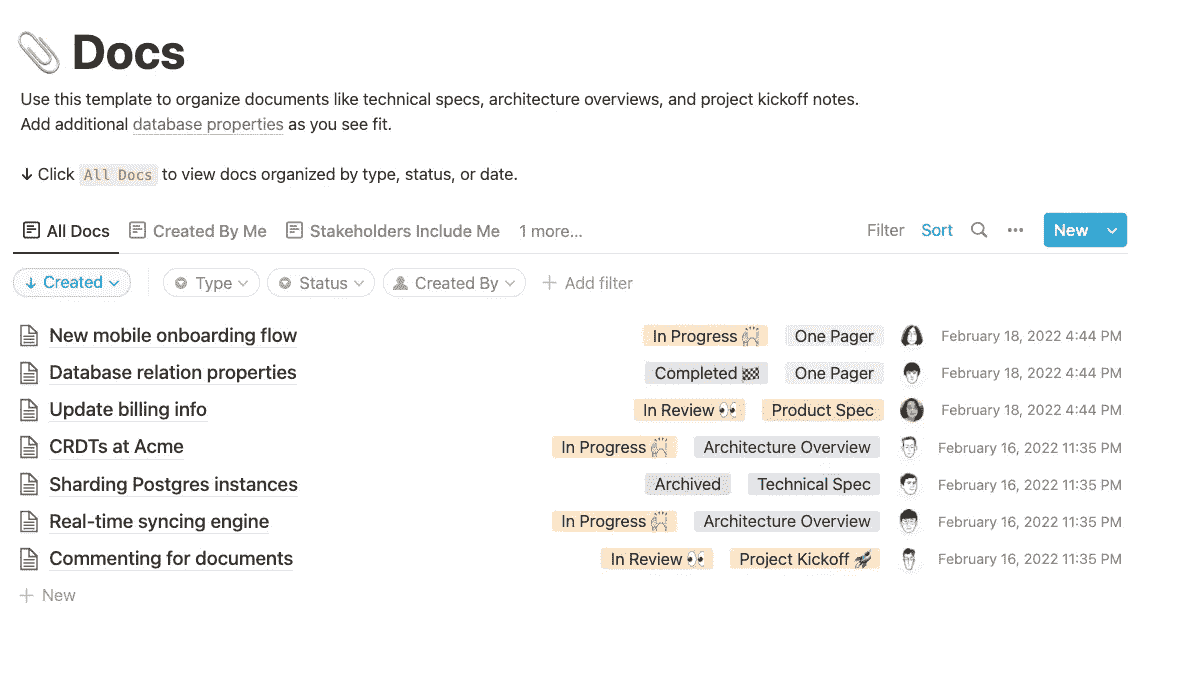 Docs
Use this template to organize documents like technical specs, architecture overviews, and project kickoff notes.
Add additional database properties as you see fit.
↓ Click All Docs to view docs organized by type, status, or date.
All Docs Created By Me Stakeholders Include Me 1 more... Filter Sort New
↓ Created Type Status Created By + Add filter
New mobile onboarding flow In Progress 🙌 One Pager February 18, 2022 4:44 PM
Database relation properties Completed 🏁 One Pager February 18, 2022 4:44 PM
Update billing info In Review 👀 Product Spec February 18, 2022 4:44 PM
CRDTs at Acme In Progress 🙌 Architecture Overview February 16, 2022 11:35 PM
Sharding Postgres instances Archived Technical Spec February 16, 2022 11:35 PM
Real-time syncing engine In Progress 🙌 Architecture Overview February 16, 2022 11:35 PM
Commenting for documents In Review 👀 Project Kickoff 🚀 February 16, 2022 11:35 PM
+ New